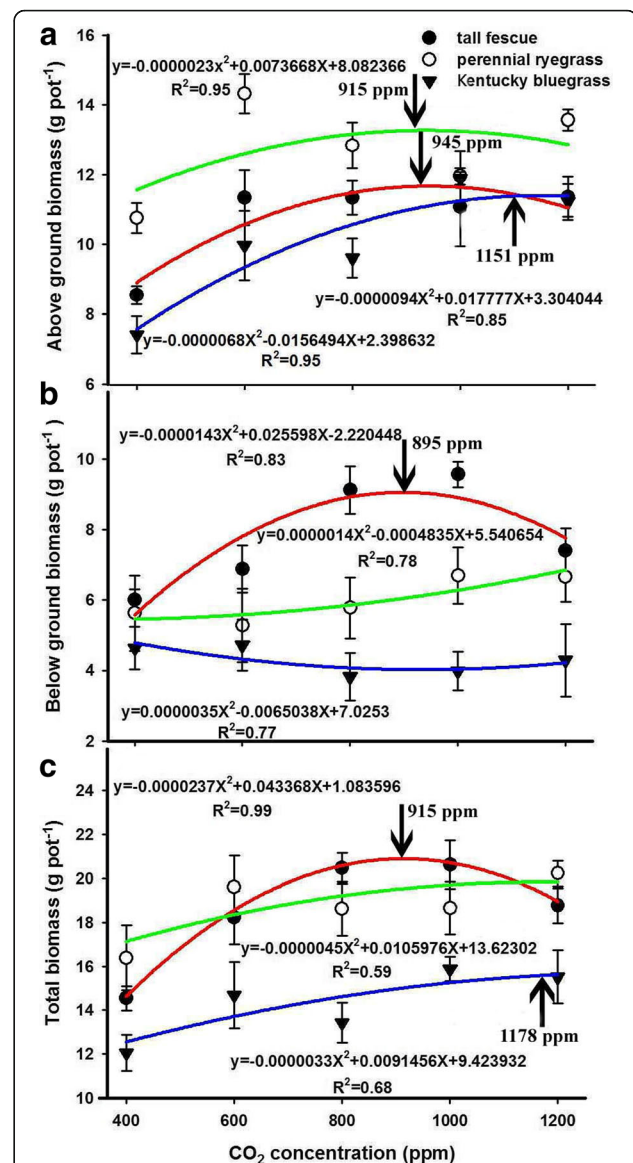 a
16
14
12
10
8
6
Above ground biomass (g pot⁻¹)
y=-0.0000023x²+0.0073668X+8.082366
R²=0.95
915 ppm
945 ppm
1151 ppm
tall fescue
perennial ryegrass
Kentucky bluegrass
y=-0.0000094X²+0.017777X+3.304044
R²=0.85
y=-0.0000068X²-0.0156494X+2.398632
R²=0.95
b
10
8
6
4
2
Below ground biomass (g pot⁻¹)
y=-0.0000143X²+0.025598X-2.220448
R²=0.83
895 ppm
y=0.0000014X²-0.0004835X+5.540654
R²=0.78
y=0.0000035X²-0.0065038X+7.0253
R²=0.77
c
24
22
20
18
16
14
12
10
Total biomass (g pot⁻¹)
y=-0.0000237X²+0.043368X+1.083596
R²=0.99
915 ppm
y=-0.0000045X²+0.0105976X+13.62302
R²=0.59
1178 ppm
y=-0.0000033X²+0.0091456X+9.423932
R²=0.68
400 600 800 1000 1200
CO₂ concentration (ppm)